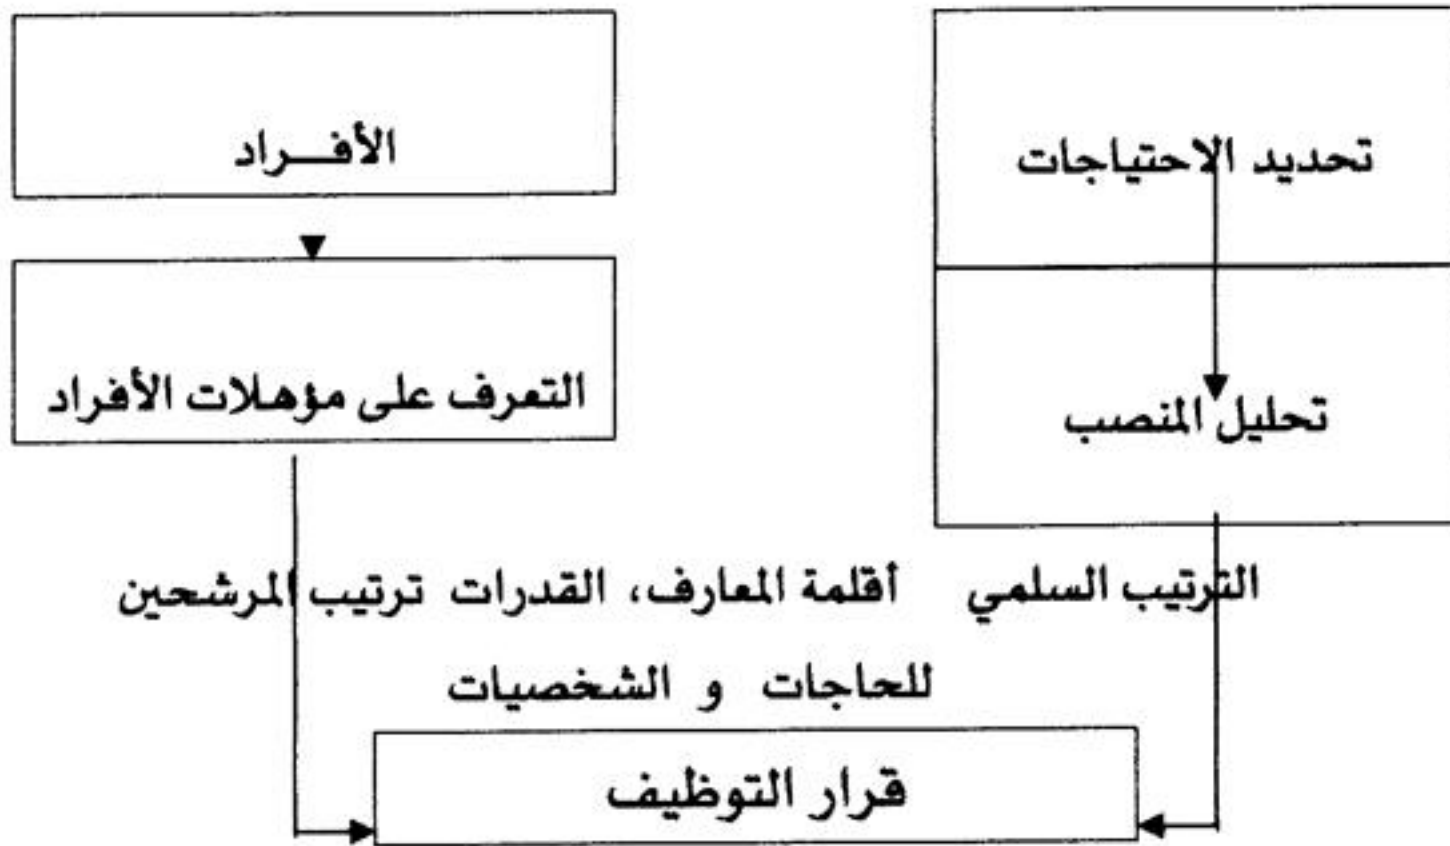 تحديد الاحتياجات
الأفـــراد
تحليل المنصب
التعرف على مؤهلات الأفراد
الترتيب السلمي أقلمة المعارف، القدرات ترتيب المرشحين
للحاجات و الشخصيات
قرار التوظيف